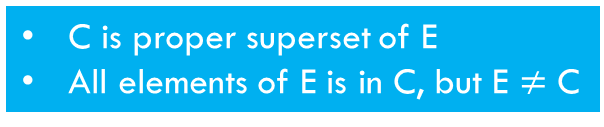 • C is proper superset of E
• All elements of E is in C, but E ≠ C